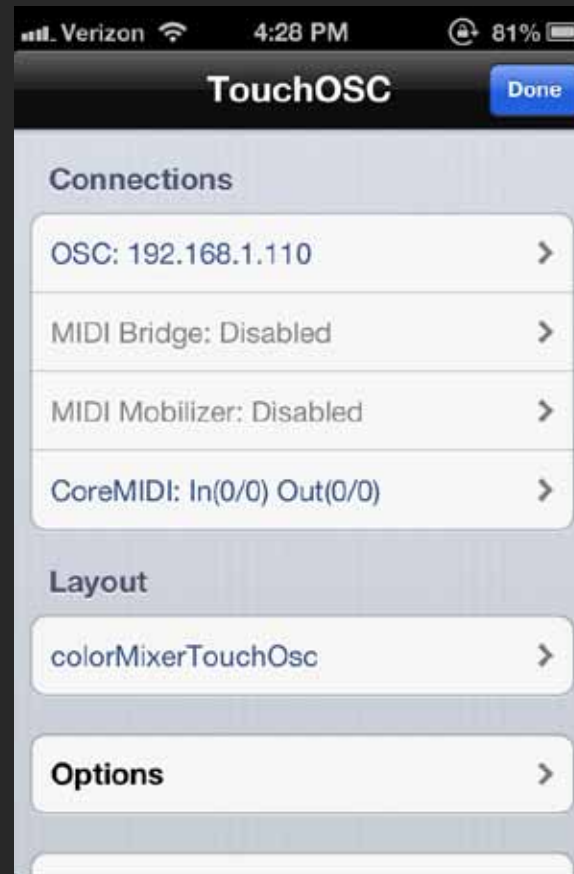 Verizon 4:28 PM 81%
TouchOSC Done
Connections
OSC: 192.168.1.110
MIDI Bridge: Disabled
MIDI Mobilizer: Disabled
CoreMIDI: In(0/0) Out(0/0)
Layout
colorMixerTouchOsc
Options